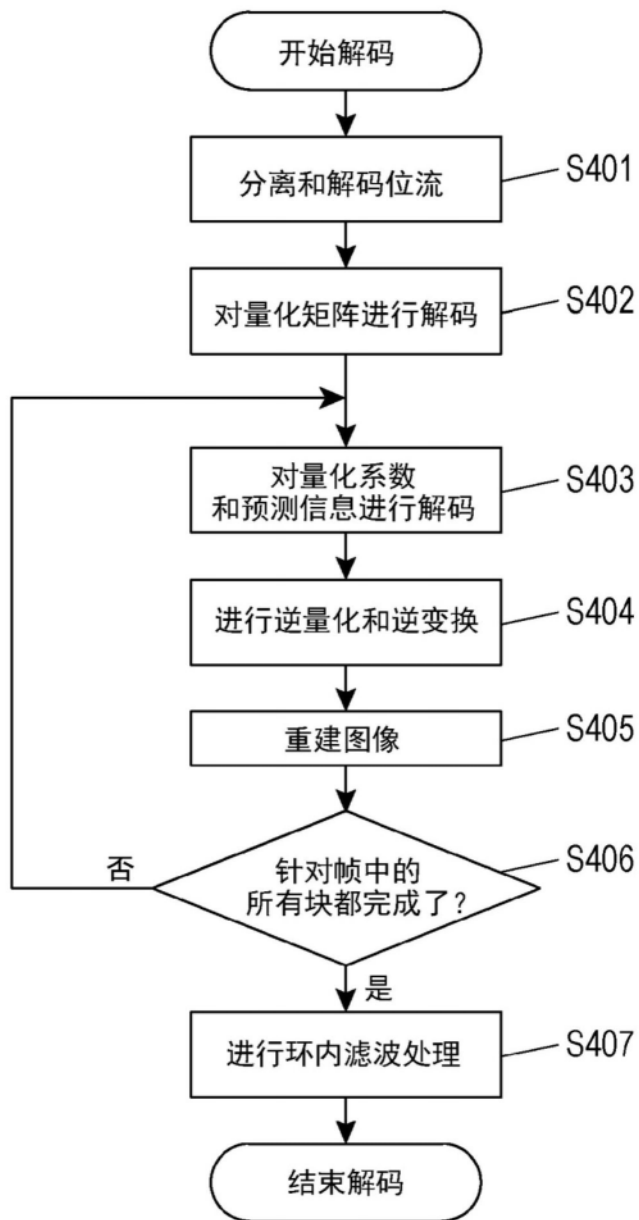 开始解码
分离和解码位流
S401
对量化矩阵进行解码
S402
对量化系数
和预测信息进行解码
S403
进行逆量化和逆变换
S404
重建图像
S405
针对帧中的
所有块都完成了？
S406
否
是
进行环内滤波处理
S407
结束解码